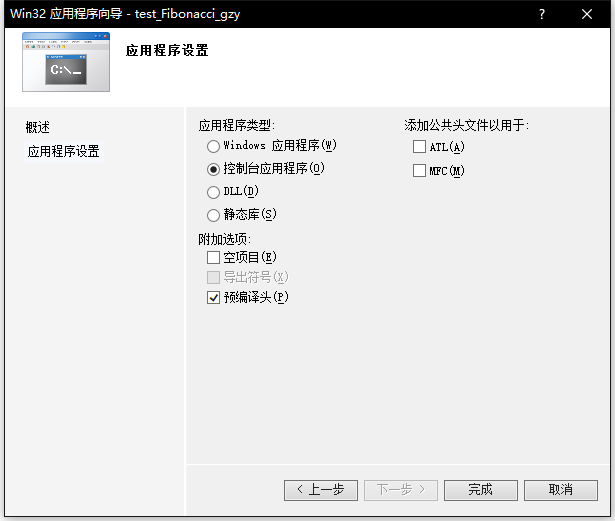 Win32 应用程序向导 - test_Fibonacci_gzy
? ×
C:\_
应用程序设置
概述
应用程序设置
应用程序类型:
Windows 应用程序(W)
控制台应用程序(O)
DLL(D)
静态库(S)
附加选项:
空项目(E)
导出符号(X)
预编译头(P)
添加公共头文件以用于:
ATL(A)
MFC(M)
< 上一步
下一步 >
完成
取消